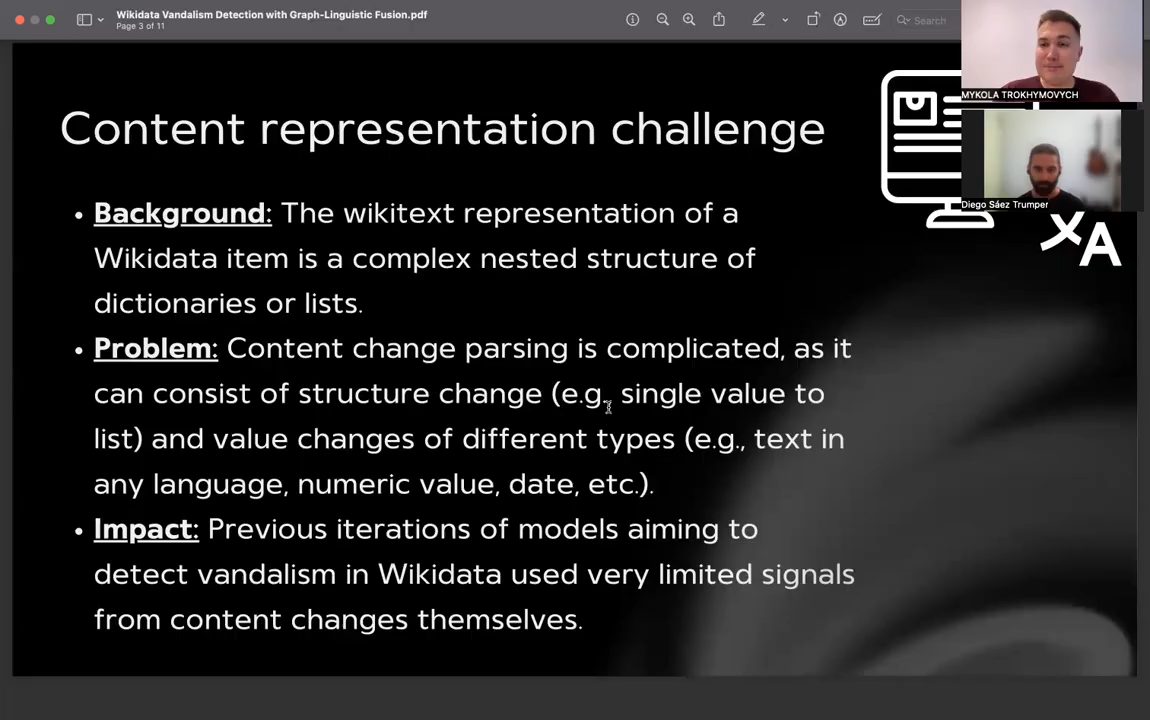 Wikidata Vandalism Detection with Graph-Linguistic Fusion.pdf
Page 3 of 11
Search
MYKOLA TROKHYMOVYCH
Diego Sáez Trumper
Content representation challenge
• Background: The wikitext representation of a
Wikidata item is a complex nested structure of
dictionaries or lists.
• Problem: Content change parsing is complicated, as it
can consist of structure change (e.g. single value to
list) and value changes of different types (e.g., text in
any language, numeric value, date, etc.).
• Impact: Previous iterations of models aiming to
detect vandalism in Wikidata used very limited signals
from content changes themselves.